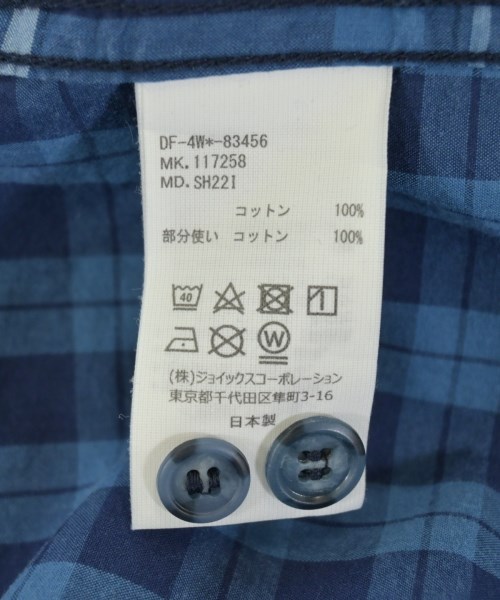 DF-4W*-83456
MK.117258
MD.SH22I
コットン 100%
部分使い コットン 100%
40
W
(株)ジョイックスコーポレーション
東京都千代田区隼町3-16
日本製